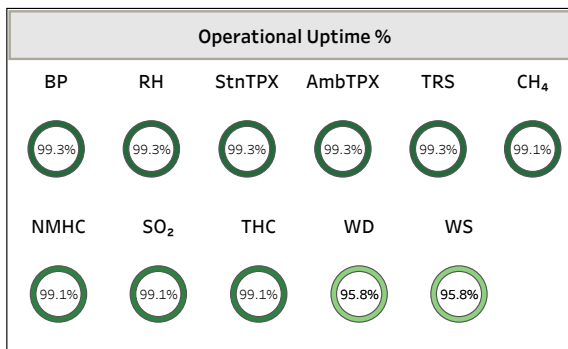 Operational Uptime %
BP RH StnTPX AmbTPX TRS CH₄
99.3% 99.3% 99.3% 99.3% 99.3% 99.1%
NMHC SO₂ THC WD WS
99.1% 99.1% 99.1% 95.8% 95.8%